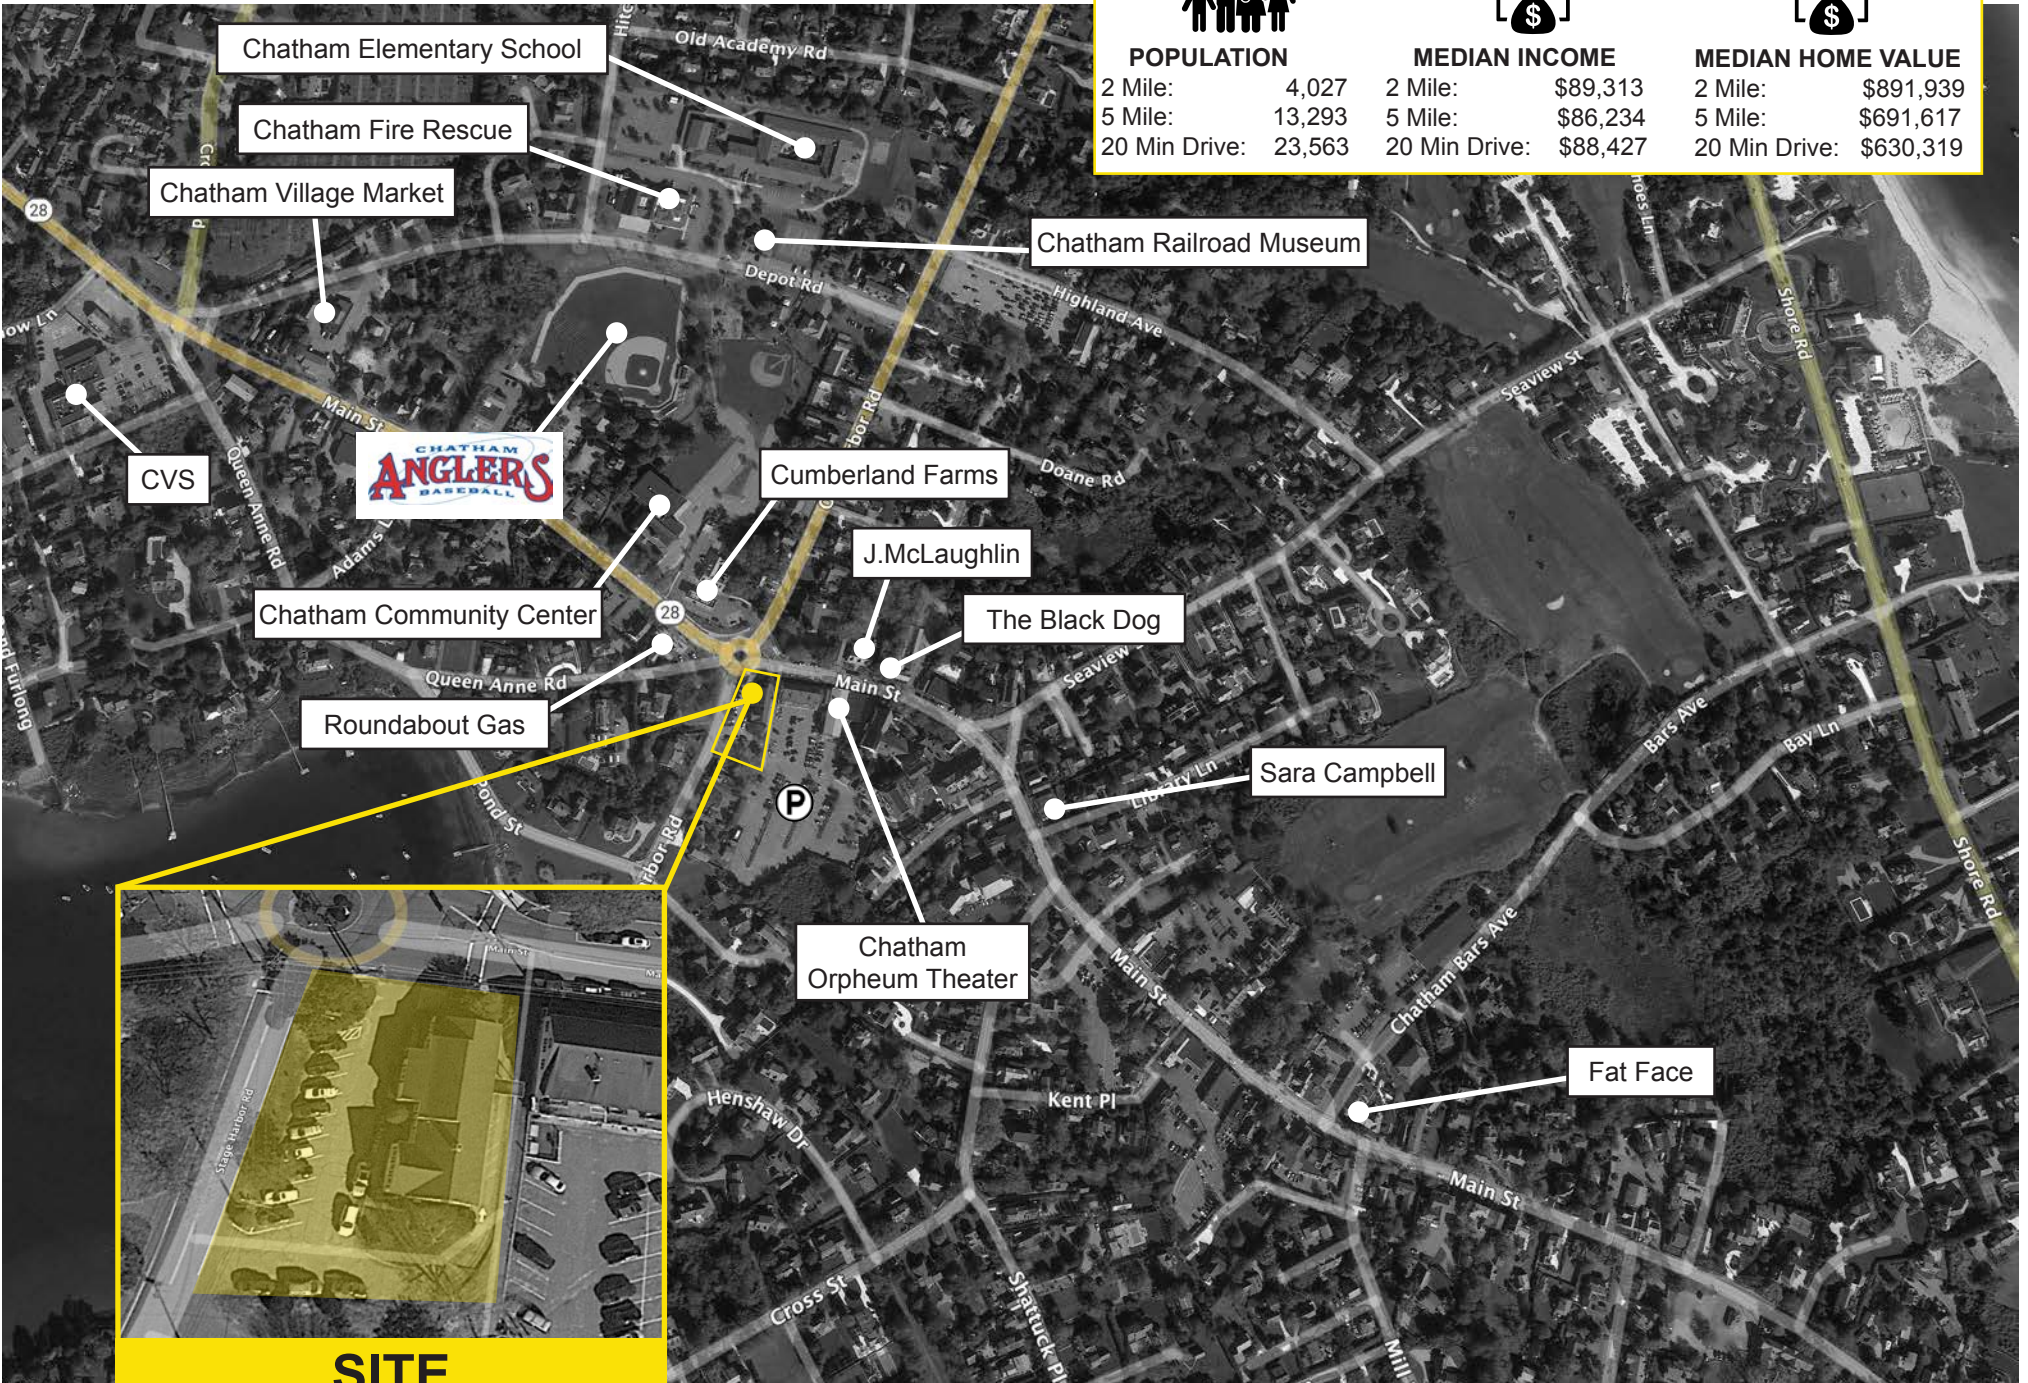 POPULATION
2 Mile: 4,027
5 Mile: 13,293
20 Min Drive: 23,563
MEDIAN INCOME
2 Mile: $89,313
5 Mile: $86,234
20 Min Drive: $88,427
MEDIAN HOME VALUE
2 Mile: $891,939
5 Mile: $691,617
20 Min Drive: $630,319
Old Academy Rd
Chatham Elementary School
Chatham Fire Rescue
Chatham Village Market
28
Chatham Railroad Museum
Depot Rd
Highland Ave
Shore Rd
Seaview St
Main St
CHATHAM
ANGLERS
BASEBALL
CVS
Queen Anne Rd
Doane Rd
Cumberland Farms
J.McLaughlin
Chatham Community Center
28
The Black Dog
Seaview
Queen Anne Rd
Main St
Roundabout Gas
Bars Ave
Bay Ln
Library Ln
Sara Campbell
P
Pond St
Shore Rd
Chatham
Orpheum Theater
Main St
Chatham Bars Ave
Main St
Stage Harbor Rd
Fat Face
Kent Pl
Henshaw Dr
Main St
Cross St
Shattuck Pl
Mill
SITE